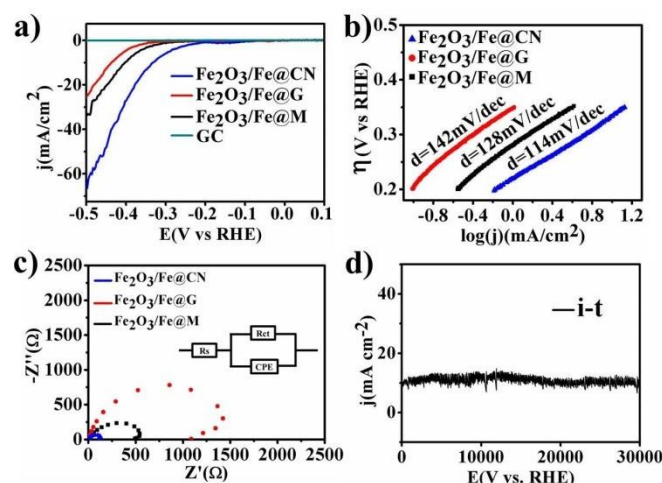 a)
0
-20
-40
-60
j(mA/cm²)
Fe₂O₃/Fe@CN
Fe₂O₃/Fe@G
Fe₂O₃/Fe@M
GC
-0.5 -0.4 -0.3 -0.2 -0.1 0.0 0.1
E(V vs RHE)
b)
Fe₂O₃/Fe@CN
Fe₂O₃/Fe@G
Fe₂O₃/Fe@M
0.5
0.4
0.3
0.2
η (V vs RHE)
d=142mV/dec
d=128mV/dec
d=114mV/dec
-0.8 -0.4 0.0 0.4 0.8 1.2
log(j)(mA/cm²)
c)
2500
2000
1500
1000
500
0
-Z''(Ω)
Fe₂O₃/Fe@CN
Fe₂O₃/Fe@G
Fe₂O₃/Fe@M
Rs
Rct
CPE
0 500 1000 1500 2000 2500
Z'(Ω)
d)
40
20
0
j(mA cm-2)
i-t
0 10000 20000 30000
E(V vs. RHE)